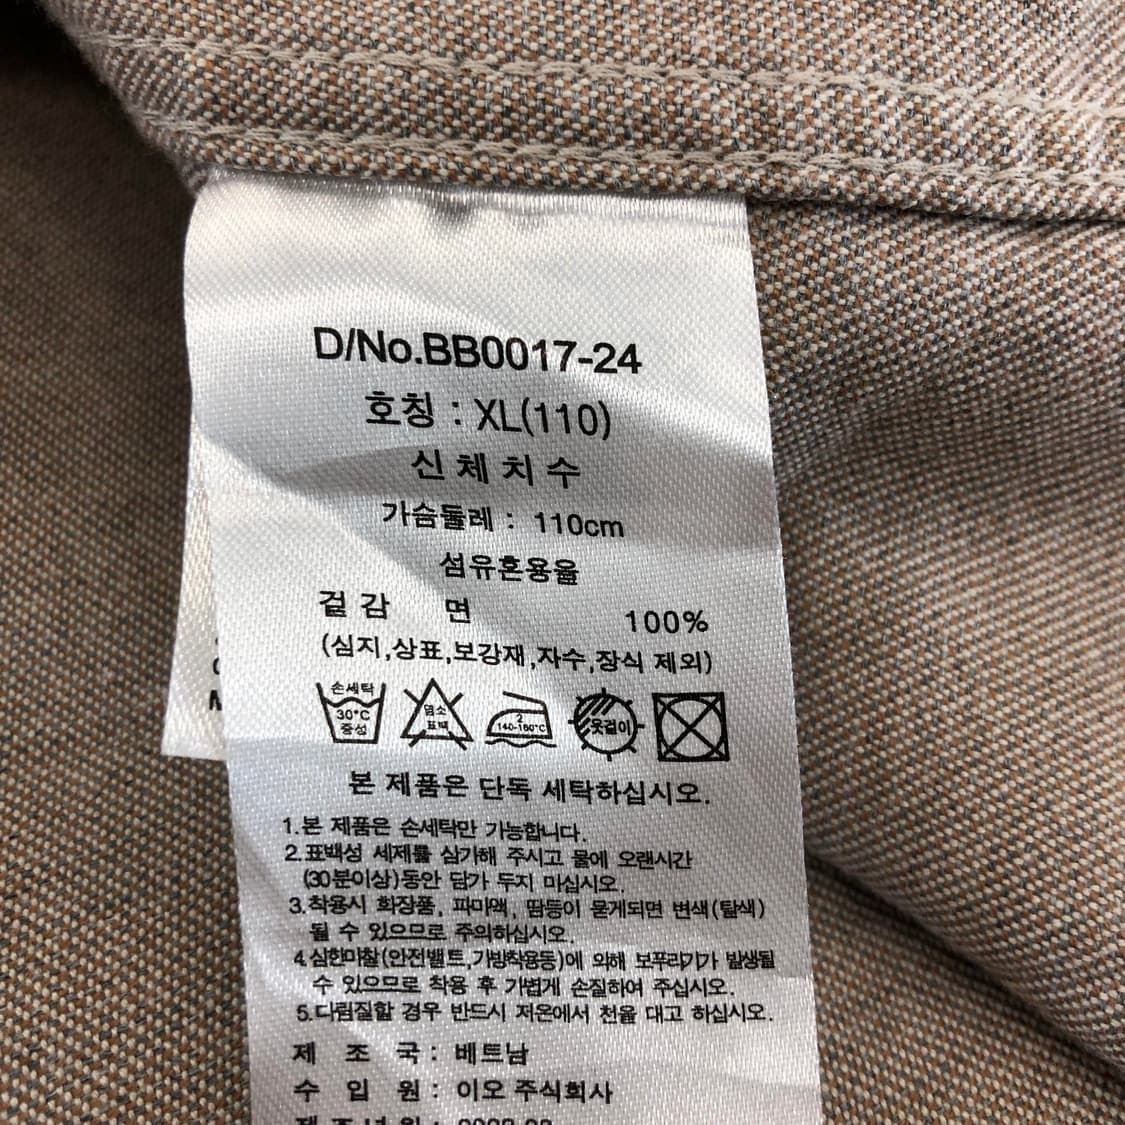 D/No.BB0017-24
호칭 : XL(110)
신체치수
가슴둘레 : 110cm
섬유혼용율
겉감 면 100%
(심지,상표,보강재,자수,장식 제외)
손세탁 30°C 중성
염소 표백
2 140-160°C
옷걸이
본 제품은 단독 세탁하십시오.
1.본 제품은 손세탁만 가능합니다.
2.표백성 세제를 삼가해 주시고 물에 오랜시간
(30분이상)동안 담가 두지 마십시오.
3.착용시 화장품, 파마액, 땀등이 묻게되면 변색(탈색)
될 수 있으므로 주의하십시오.
4.심한마찰(안전밸트,가방착용등)에 의해 보푸라기가 발생될
수 있으므로 착용 후 가볍게 손질하여 주십시오.
5.다림질할 경우 반드시 저온에서 천을 대고 하십시오.
제 조 국 : 베트남
수 입 원 : 이오 주식회사